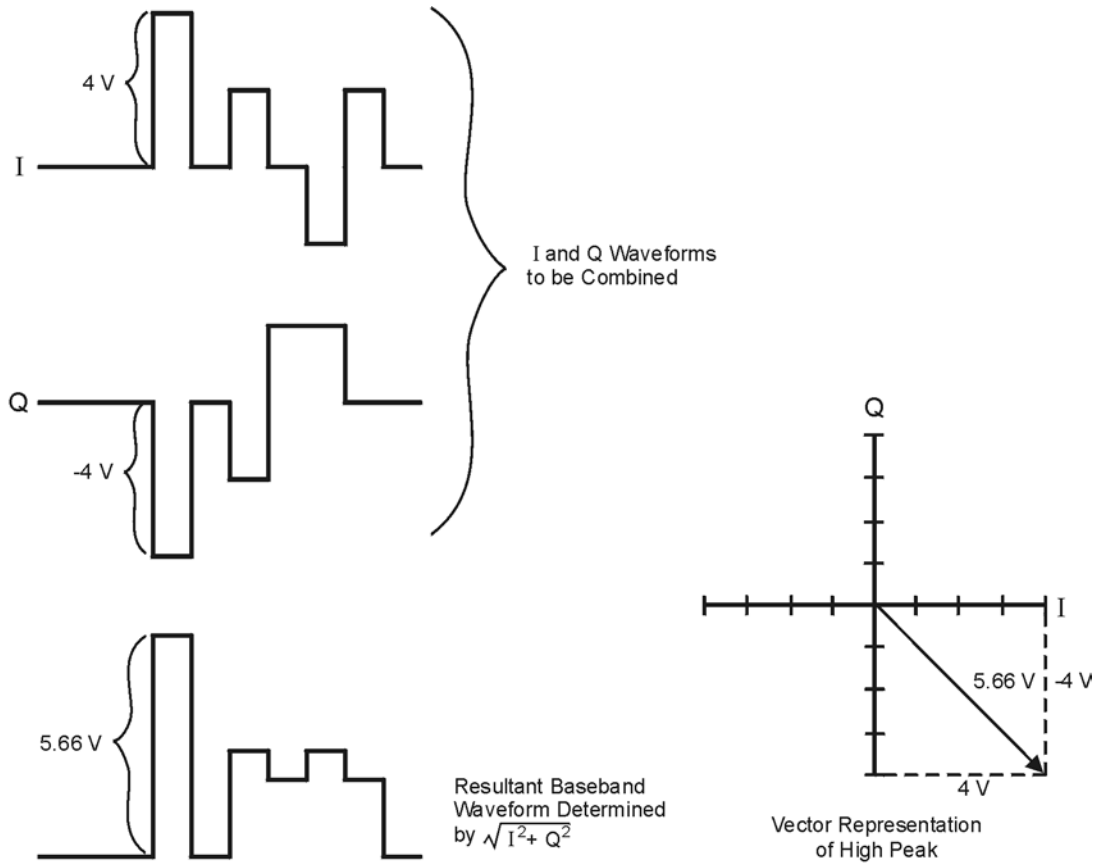 4 V
I
I and Q Waveforms
to be Combined
Q
-4 V
Q
I
5.66 V
-4 V
4 V
5.66 V
Resultant Baseband
Waveform Determined
by √I²+ Q²
Vector Representation
of High Peak